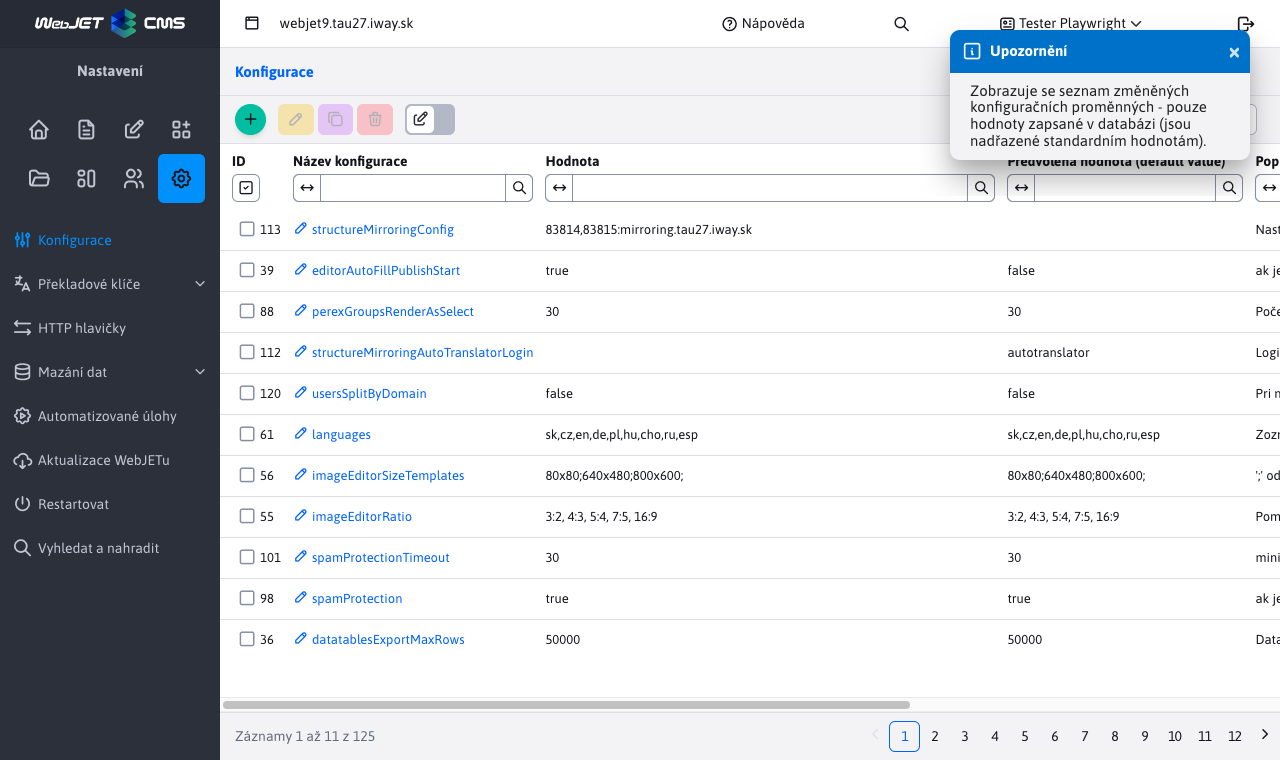 WebJET CMS
webjet9.tau27.iway.sk
Nápověda
Tester Playwright
Nastavení
Konfigurace
Upozornění
×
Zobrazuje se seznam změněných
konfiguračních proměnných - pouze
hodnoty zapsané v databázi (jsou
nadřazené standardním hodnotám).
Konfigurace
Překladové klíče
HTTP hlavičky
Mazání dat
Automatizované úlohy
Aktualizace WebJETu
Restartovat
Vyhledat a nahradit
ID Název konfigurace Hodnota Předvolená hodnota (default value) Pop
113 structureMirroringConfig 83814,83815:mirroring.tau27.iway.sk Nast
39 editorAutoFillPublishStart true false ak je
88 perexGroupsRenderAsSelect 30 30 Poče
112 structureMirroringAutoTranslatorLogin autotranslator Logi
120 usersSplitByDomain false false Pri n
61 languages sk,cz,en,de,pl,hu,cho,ru,esp sk,cz,en,de,pl,hu,cho,ru,esp Zozr
56 imageEditorSizeTemplates 80x80;640x480;800x600; 80x80;640x480;800x600; ';' od
55 imageEditorRatio 3:2, 4:3, 5:4, 7:5, 16:9 3:2, 4:3, 5:4, 7:5, 16:9 Pom
101 spamProtectionTimeout 30 30 mini
98 spamProtection true true ak je
36 datatablesExportMaxRows 50000 50000 Data
Záznamy 1 až 11 z 125
1 2 3 4 5 6 7 8 9 10 11 12